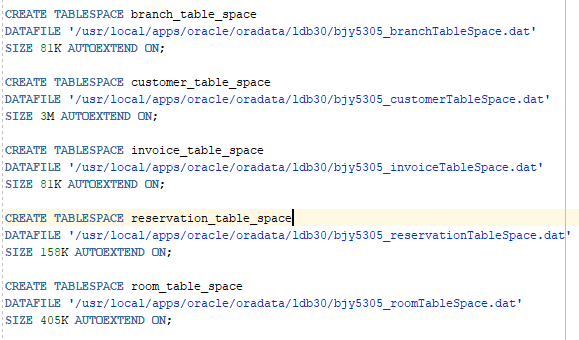 CREATE TABLESPACE branch_table_space
DATAFILE '/usr/local/apps/oracle/oradata/ldb30/bjy5305_branchTableSpace.dat'
SIZE 81K AUTOEXTEND ON;
CREATE TABLESPACE customer_table_space
DATAFILE '/usr/local/apps/oracle/oradata/ldb30/bjy5305_customerTableSpace.dat'
SIZE 3M AUTOEXTEND ON;
CREATE TABLESPACE invoice_table_space
DATAFILE '/usr/local/apps/oracle/oradata/ldb30/bjy5305_invoiceTableSpace.dat'
SIZE 81K AUTOEXTEND ON;
CREATE TABLESPACE reservation_table_space
DATAFILE '/usr/local/apps/oracle/oradata/ldb30/bjy5305_reservationTableSpace.dat'
SIZE 158K AUTOEXTEND ON;
CREATE TABLESPACE room_table_space
DATAFILE '/usr/local/apps/oracle/oradata/ldb30/bjy5305_roomTableSpace.dat'
SIZE 405K AUTOEXTEND ON;